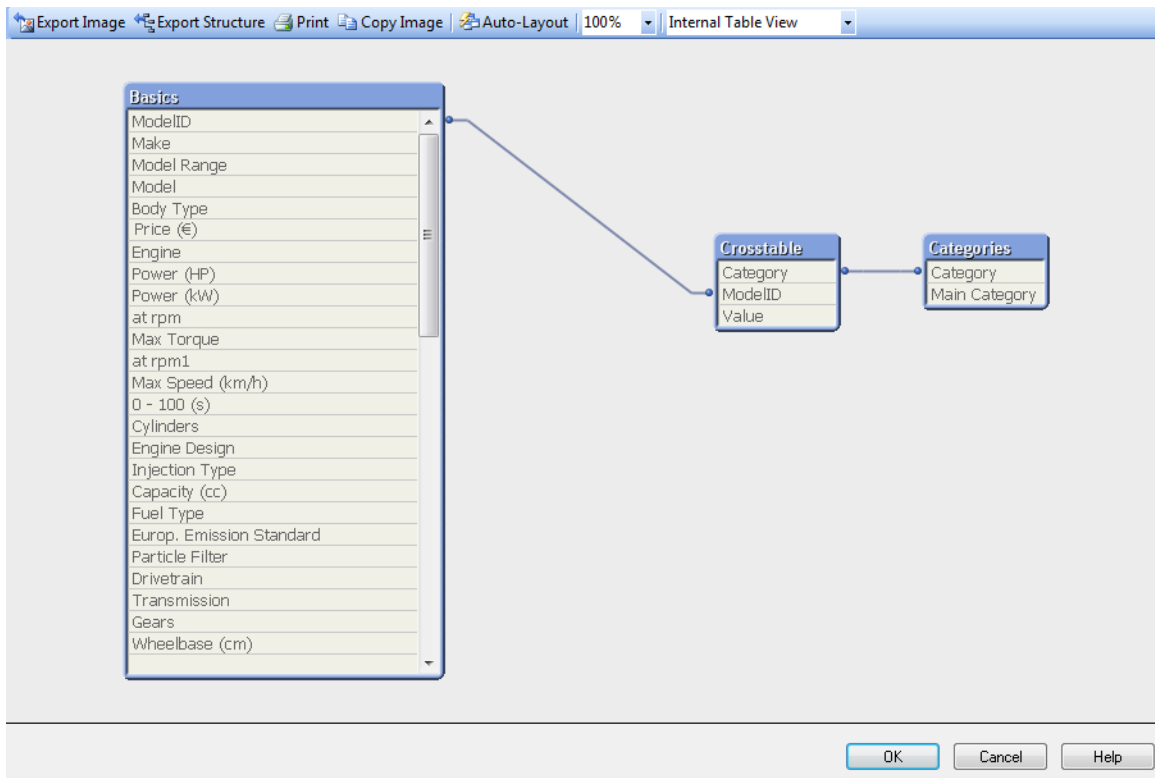 Export Image Export Structure Print Copy Image Auto-Layout 100% Internal Table View
Basics
ModelID
Make
Model Range
Model
Body Type
Price (€)
Engine
Power (HP)
Power (kW)
at rpm
Max Torque
at rpm1
Max Speed (km/h)
0 - 100 (s)
Cylinders
Engine Design
Injection Type
Capacity (cc)
Fuel Type
Europ. Emission Standard
Particle Filter
Drivetrain
Transmission
Gears
Wheelbase (cm)
Crosstable
Category
ModelID
Value
Categories
Category
Main Category
OK Cancel Help